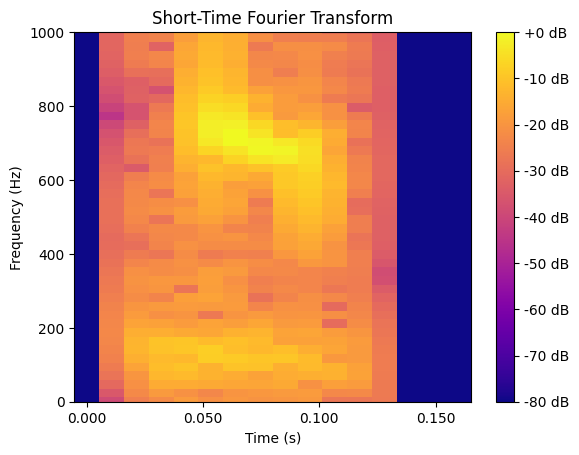 Short-Time Fourier Transform
Frequency (Hz)
1000
800
600
400
200
0
0.000
0.050
0.100
0.150
Time (s)
+0 dB
-10 dB
-20 dB
-30 dB
-40 dB
-50 dB
-60 dB
-70 dB
-80 dB